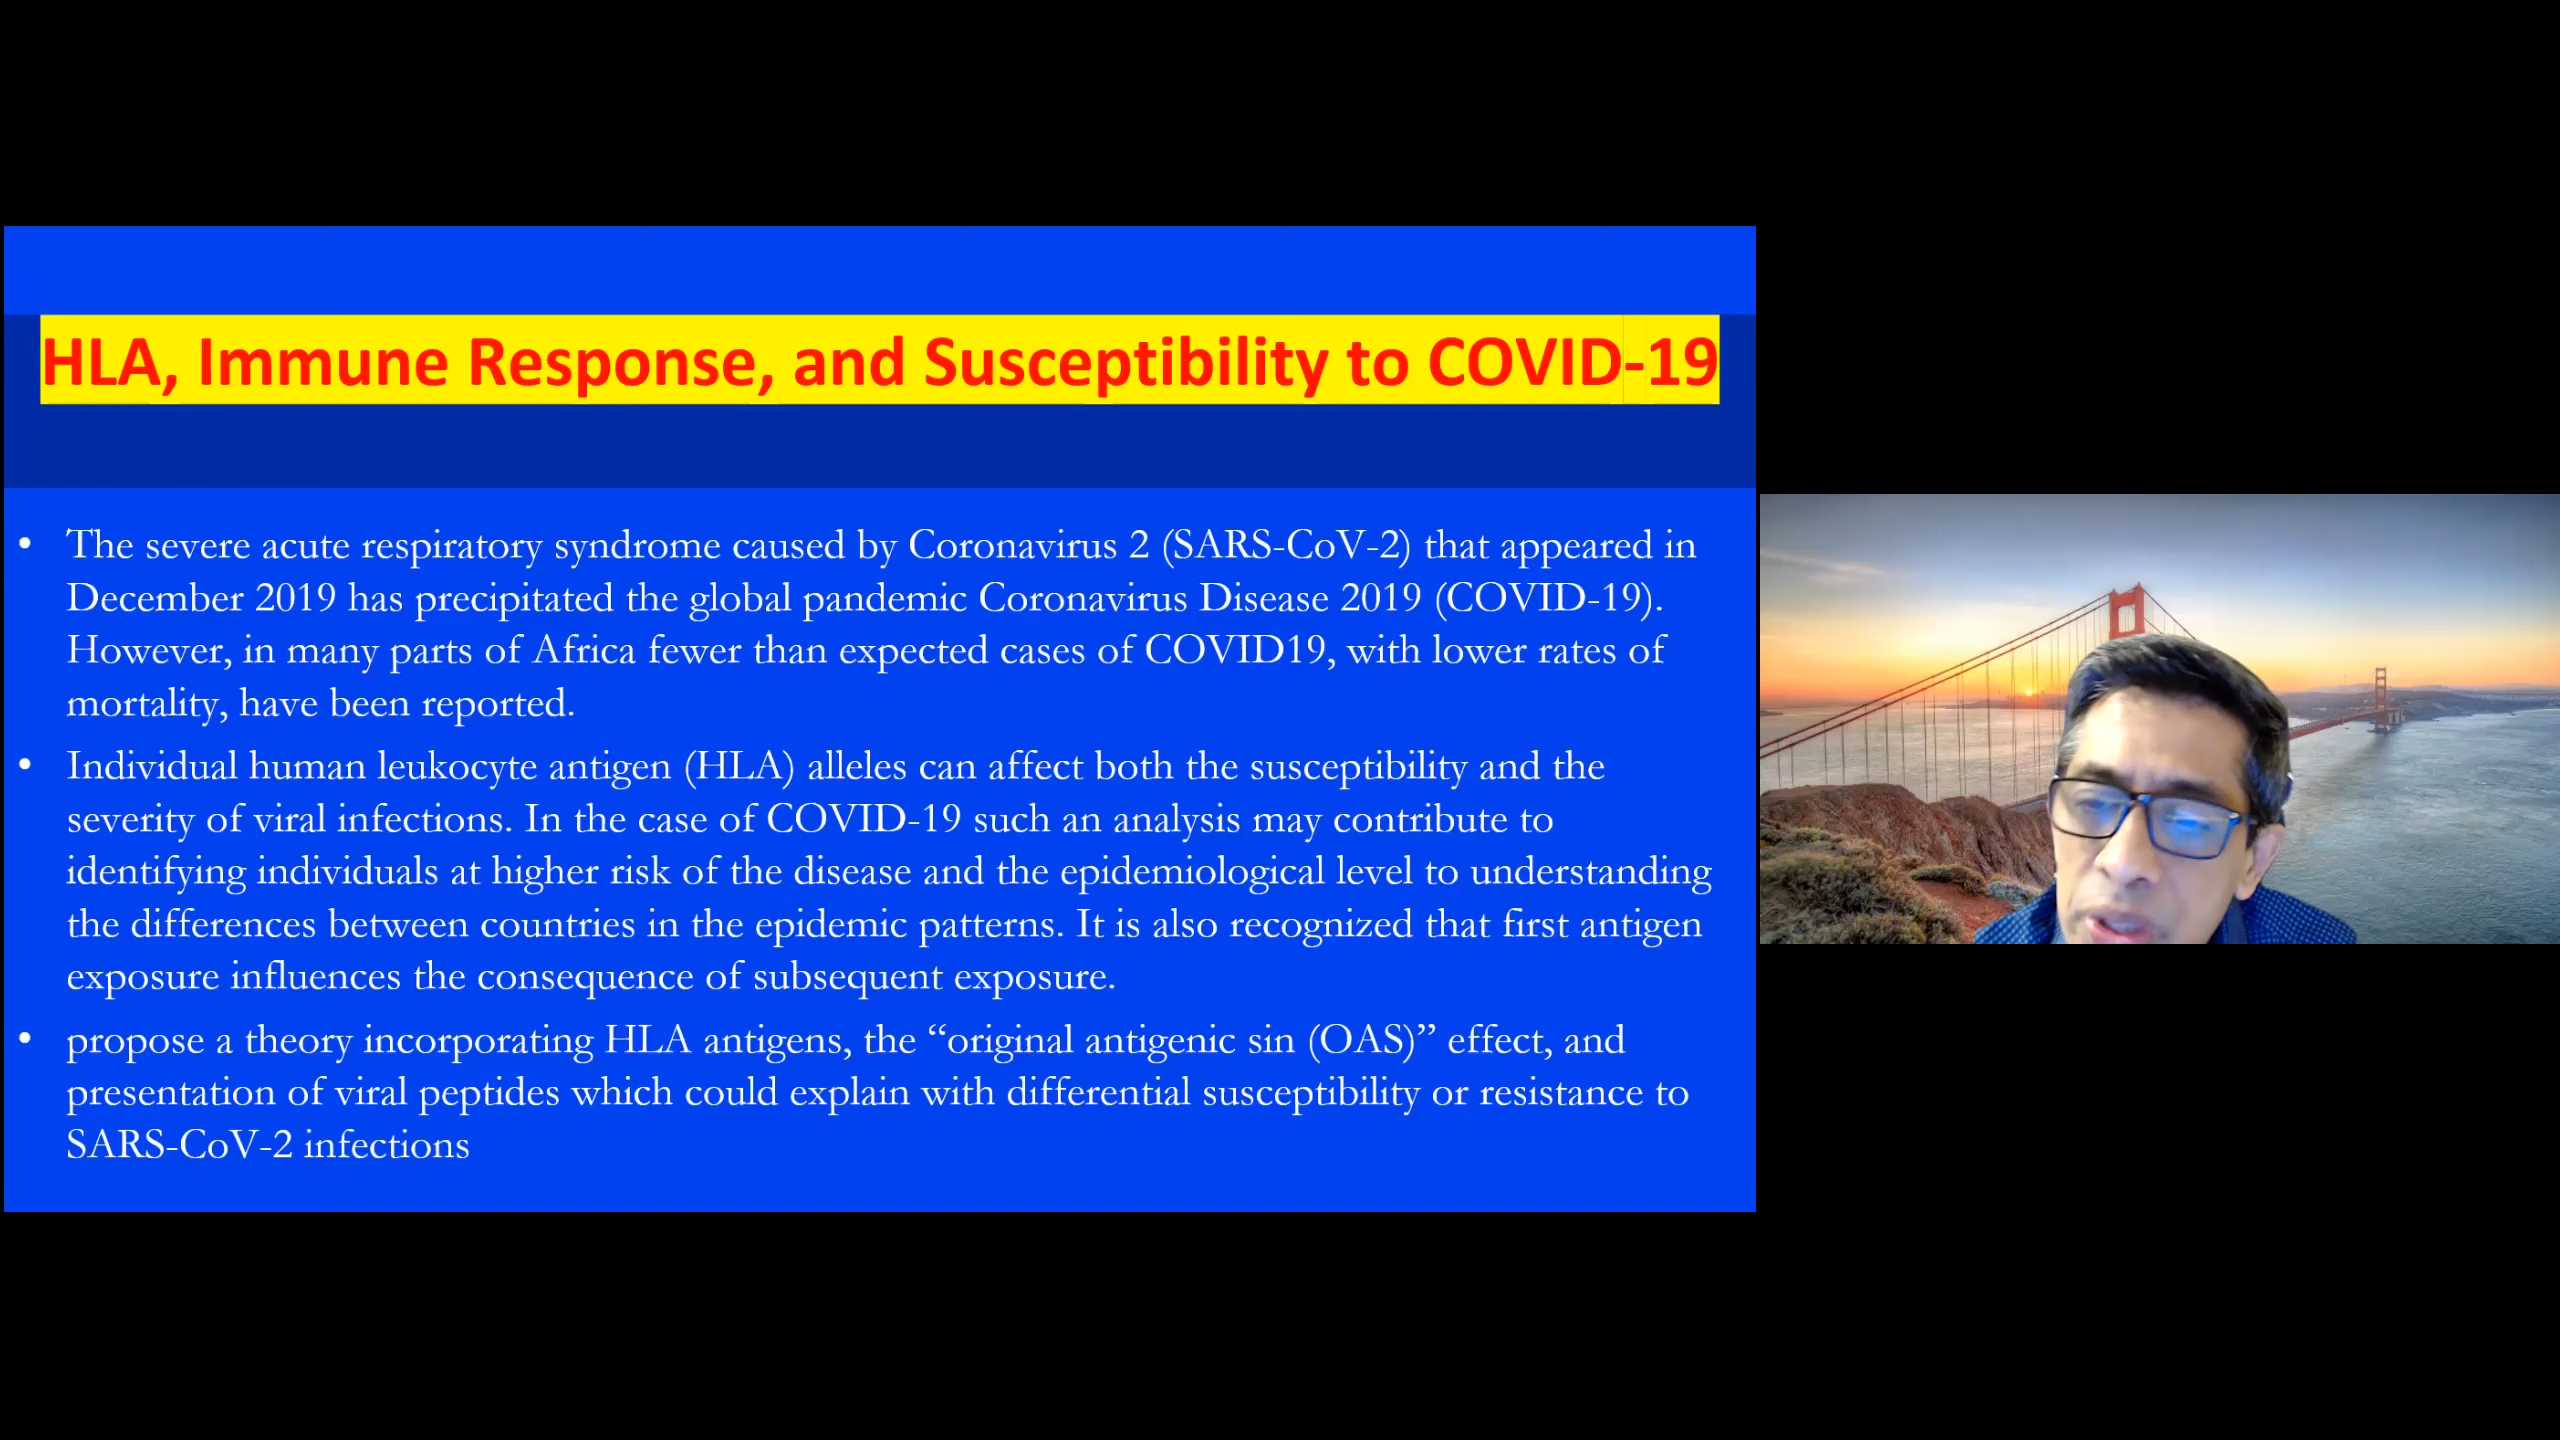 HLA, Immune Response, and Susceptibility to COVID-19
• The severe acute respiratory syndrome caused by Coronavirus 2 (SARS-CoV-2) that appeared in
December 2019 has precipitated the global pandemic Coronavirus Disease 2019 (COVID-19).
However, in many parts of Africa fewer than expected cases of COVID19, with lower rates of
mortality, have been reported.
• Individual human leukocyte antigen (HLA) alleles can affect both the susceptibility and the
severity of viral infections. In the case of COVID-19 such an analysis may contribute to
identifying individuals at higher risk of the disease and the epidemiological level to understanding
the differences between countries in the epidemic patterns. It is also recognized that first antigen
exposure influences the consequence of subsequent exposure.
• propose a theory incorporating HLA antigens, the “original antigenic sin (OAS)” effect, and
presentation of viral peptides which could explain with differential susceptibility or resistance to
SARS-CoV-2 infections